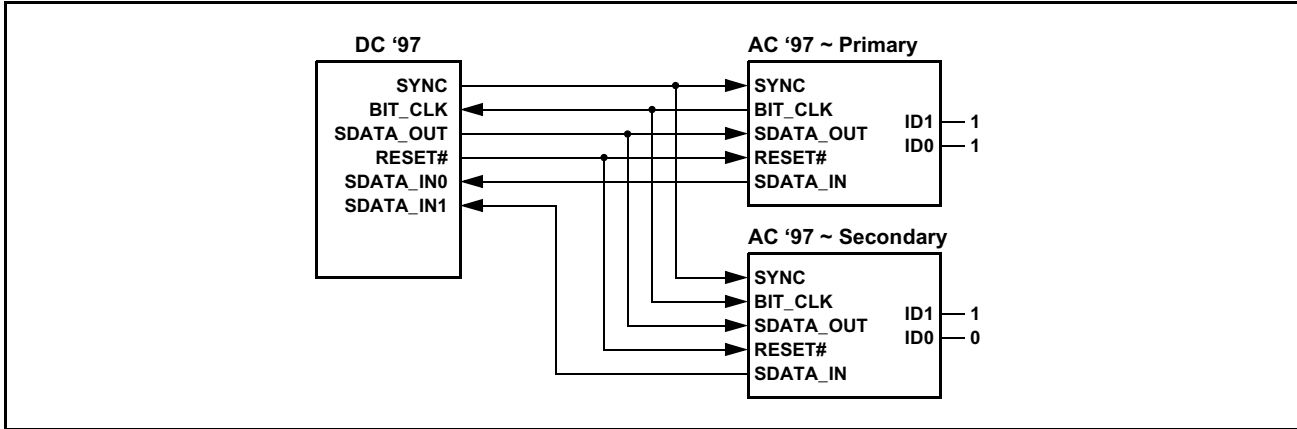 DC ‘97
SYNC
BIT_CLK
SDATA_OUT
RESET#
SDATA_IN0
SDATA_IN1
AC ‘97 ~ Primary
SYNC
BIT_CLK
SDATA_OUT
RESET#
SDATA_IN
ID1 1
ID0 1
AC ‘97 ~ Secondary
SYNC
BIT_CLK
SDATA_OUT
RESET#
SDATA_IN
ID1 1
ID0 0